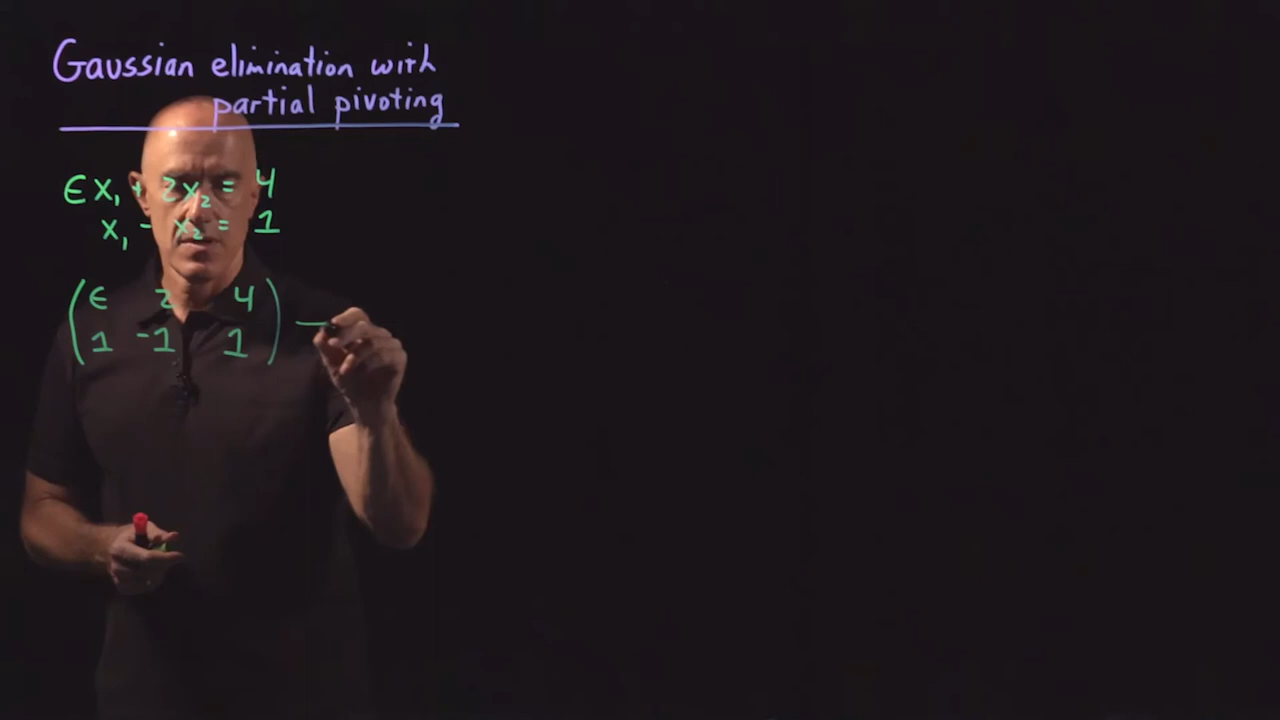 Gaussian elimination with
partial pivoting
ϵx₁ + 2x₂ = 4
x₁ - x₂ = 1
( ϵ 2 4
1 -1 1 ) —